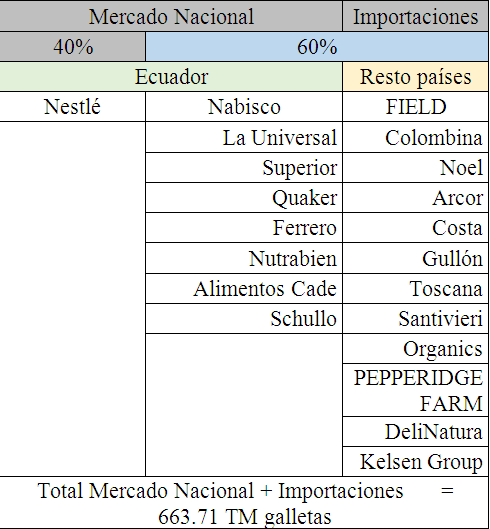 Mercado Nacional Importaciones
40% 60%
Ecuador Resto países
Nestlé Nabisco FIELD
La Universal Colombina
Superior Noel
Quaker Arcor
Ferrero Costa
Nutrabien Gullón
Alimentos Cade Toscana
Schullo Santivieri
Organics
PEPPERIDGE
FARM
DeliNatura
Kelsen Group
Total Mercado Nacional + Importaciones =
663.71 TM galletas